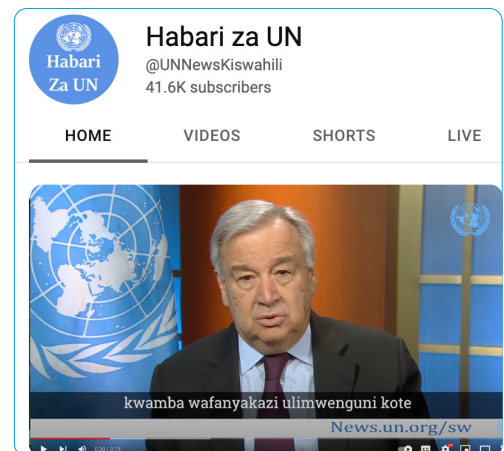 Habari za UN
@UNNewsKiswahili
41.6K subscribers
Habari
Za UN
HOME VIDEOS SHORTS LIVE
kwamba wafanyakazi ulimwenguni kote
News.un.org/sw